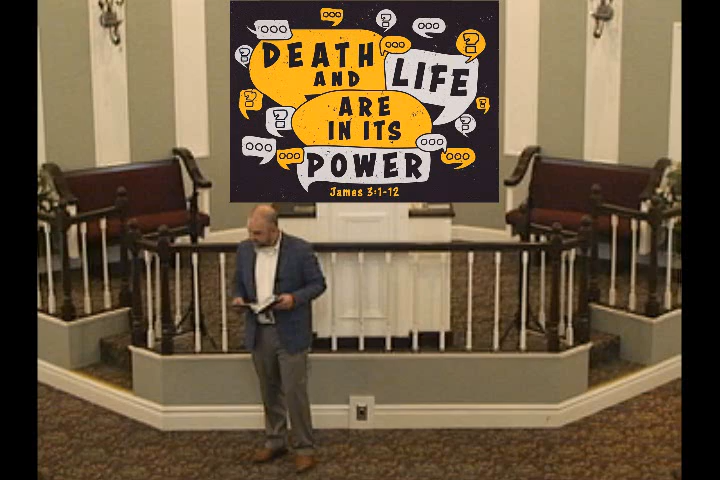 DEATH
AND
LIFE
ARE
IN ITS
POWER
James 3:1-12